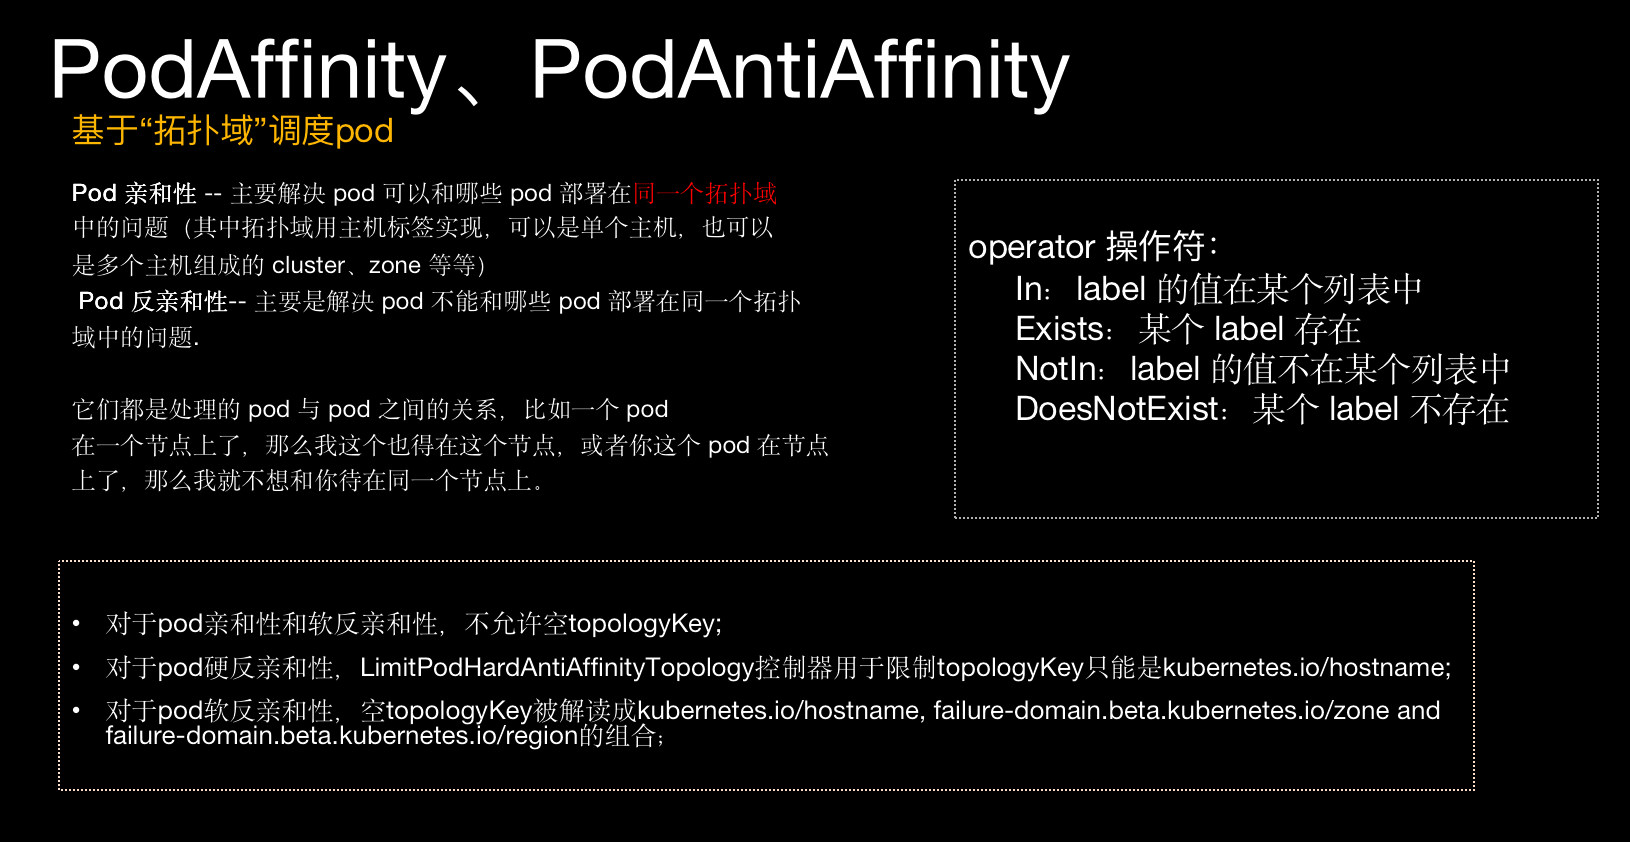 PodAffinity、PodAntiAffinity
基于“拓扑域”调度pod
Pod 亲和性 -- 主要解决 pod 可以和哪些 pod 部署在同一个拓扑域
中的问题（其中拓扑域用主机标签实现，可以是单个主机，也可以
是多个主机组成的 cluster、zone 等等）
Pod 反亲和性-- 主要是解决 pod 不能和哪些 pod 部署在同一个拓扑
域中的问题.
它们都是处理的 pod 与 pod 之间的关系，比如一个 pod
在一个节点上了，那么我这个也得在这个节点，或者你这个 pod 在节点
上了，那么我就不想和你待在同一个节点上。
operator 操作符：
In： label 的值在某个列表中
Exists： 某个 label 存在
NotIn： label 的值不在某个列表中
DoesNotExist： 某个 label 不存在
• 对于pod亲和性和软反亲和性，不允许空topologyKey;
• 对于pod硬反亲和性，LimitPodHardAntiAffinityTopology控制器用于限制topologyKey只能是kubernetes.io/hostname;
• 对于pod软反亲和性，空topologyKey被解读成kubernetes.io/hostname, failure-domain.beta.kubernetes.io/zone and
failure-domain.beta.kubernetes.io/region的组合；